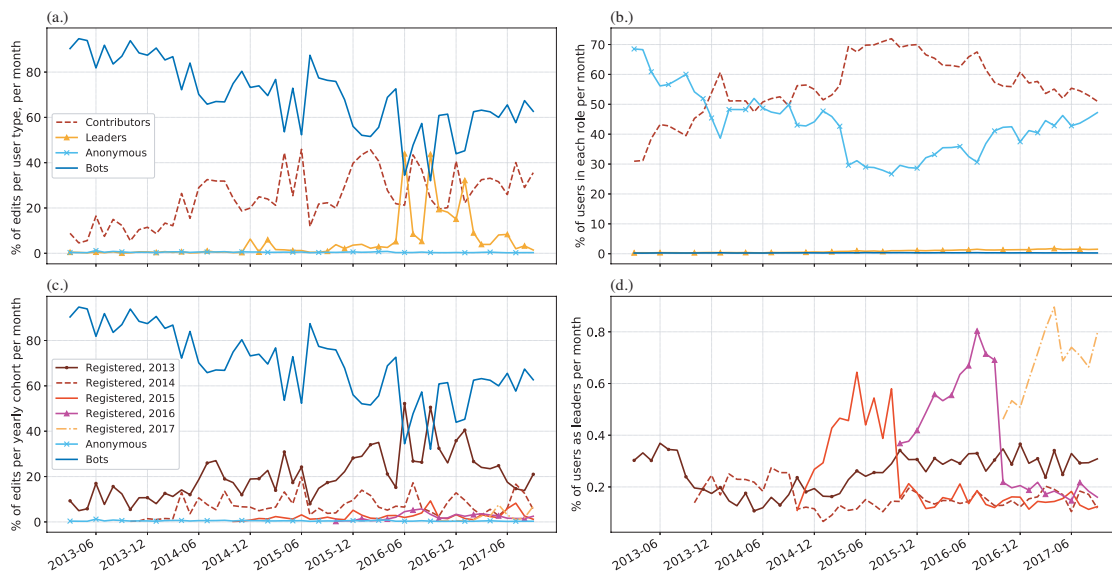 (a.)
% of edits per user type, per month
80
60
40
20
0
Contributors
Leaders
Anonymous
Bots
(b.)
% of users in each role per month
70
60
50
40
30
20
10
0
(c.)
% of edits per yearly cohort per month
80
60
40
20
0
Registered, 2013
Registered, 2014
Registered, 2015
Registered, 2016
Registered, 2017
Anonymous
Bots
2013-06
2013-12
2014-06
2014-12
2015-06
2015-12
2016-06
2016-12
2017-06
(d.)
% of users as leaders per month
0.8
0.6
0.4
0.2
2013-06
2013-12
2014-06
2014-12
2015-06
2015-12
2016-06
2016-12
2017-06